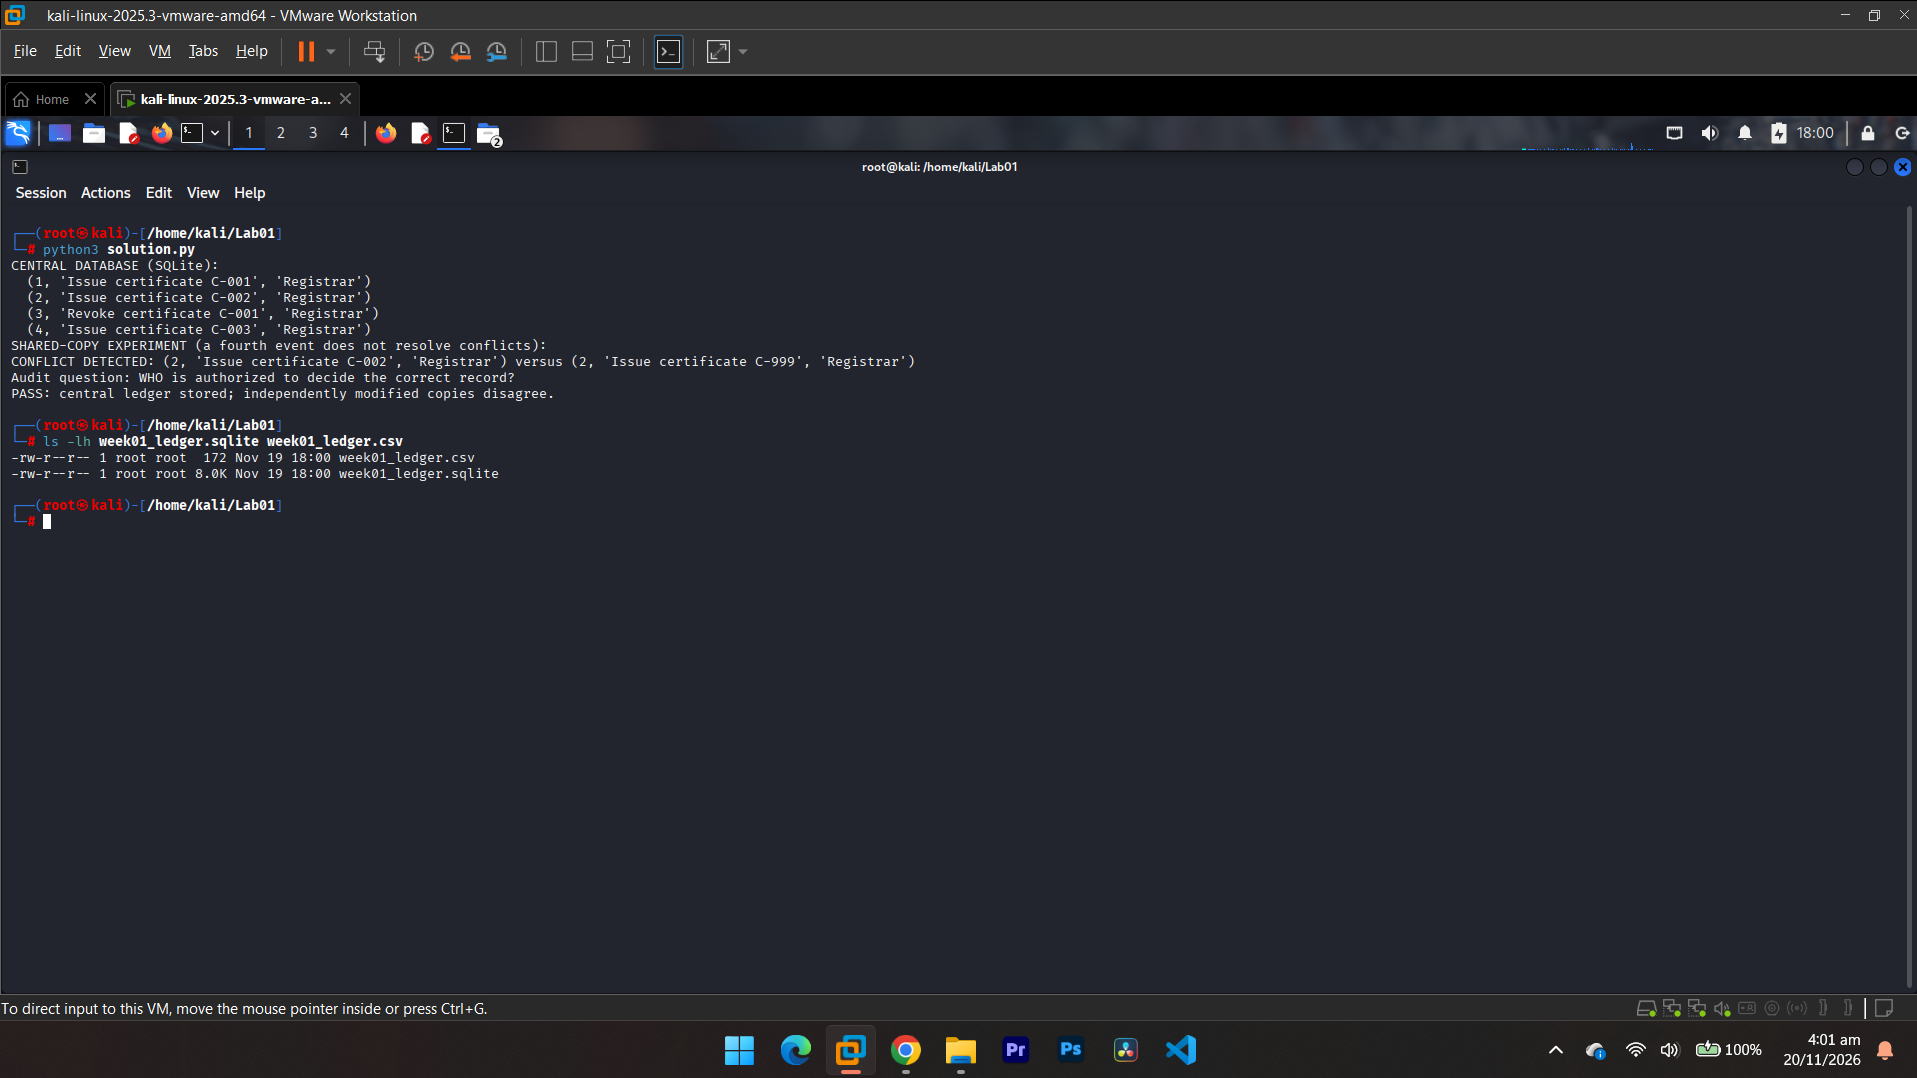 kali-linux-2025.3-vmware-amd64 - VMware Workstation
File Edit View VM Tabs Help
Home kali-linux-2025.3-vmware-a...
1 2 3 4 2 18:00
root@kali: /home/kali/Lab01
Session Actions Edit View Help
┌──(root㉿kali)-[/home/kali/Lab01]
└─# python3 solution.py
CENTRAL DATABASE (SQLite):
(1, 'Issue certificate C-001', 'Registrar')
(2, 'Issue certificate C-002', 'Registrar')
(3, 'Revoke certificate C-001', 'Registrar')
(4, 'Issue certificate C-003', 'Registrar')
SHARED-COPY EXPERIMENT (a fourth event does not resolve conflicts):
CONFLICT DETECTED: (2, 'Issue certificate C-002', 'Registrar') versus (2, 'Issue certificate C-999', 'Registrar')
Audit question: WHO is authorized to decide the correct record?
PASS: central ledger stored; independently modified copies disagree.
┌──(root㉿kali)-[/home/kali/Lab01]
└─# ls -lh week01_ledger.sqlite week01_ledger.csv
-rw-r--r-- 1 root root  172 Nov 19 18:00 week01_ledger.csv
-rw-r--r-- 1 root root 8.0K Nov 19 18:00 week01_ledger.sqlite
┌──(root㉿kali)-[/home/kali/Lab01]
└─#
To direct input to this VM, move the mouse pointer inside or press Ctrl+G.
Pr Ps 100% 4:01 am
20/11/2026